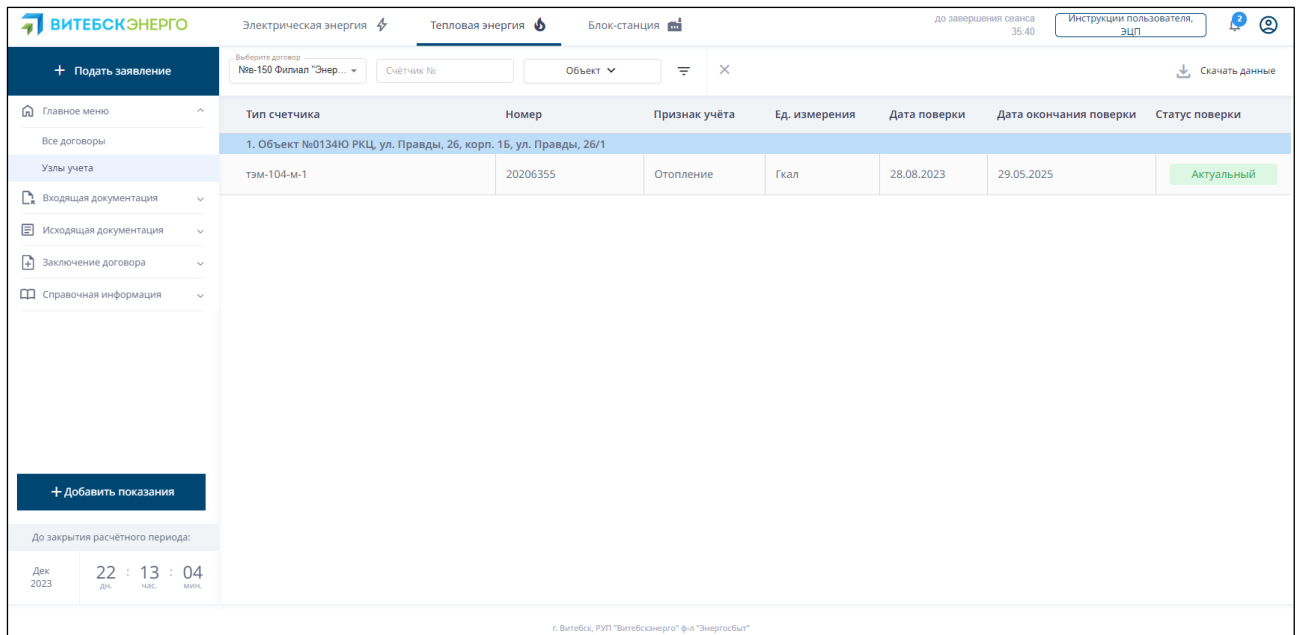 ВИТЕБСКЭНЕРГО
Электрическая энергия
Тепловая энергия
Блок-станция
до завершения сеанса
35:40
Инструкции пользователя,
ЭЦП
2
+ Подать заявление
Выберите договор
№в-150 Филиал "Энер...
Счётчик №
Объект
Скачать данные
Главное меню
Все договоры
Узлы учета
Входящая документация
Исходящая документация
Заключение договора
Справочная информация
Тип счетчика Номер Признак учёта Ед. измерения Дата поверки Дата окончания поверки Статус поверки
1. Объект №0134Ю РКЦ, ул. Правды, 26, корп. 1Б, ул. Правды, 26/1
тэм-104-м-1 20206355 Отопление Гкал 28.08.2023 29.05.2025 Актуальный
+ Добавить показания
До закрытия расчётного периода:
Дек
2023
22 : 13 : 04
дн. час. мин.
г. Витебск, РУП "Витебскэнерго" ф-л "Энергосбыт"